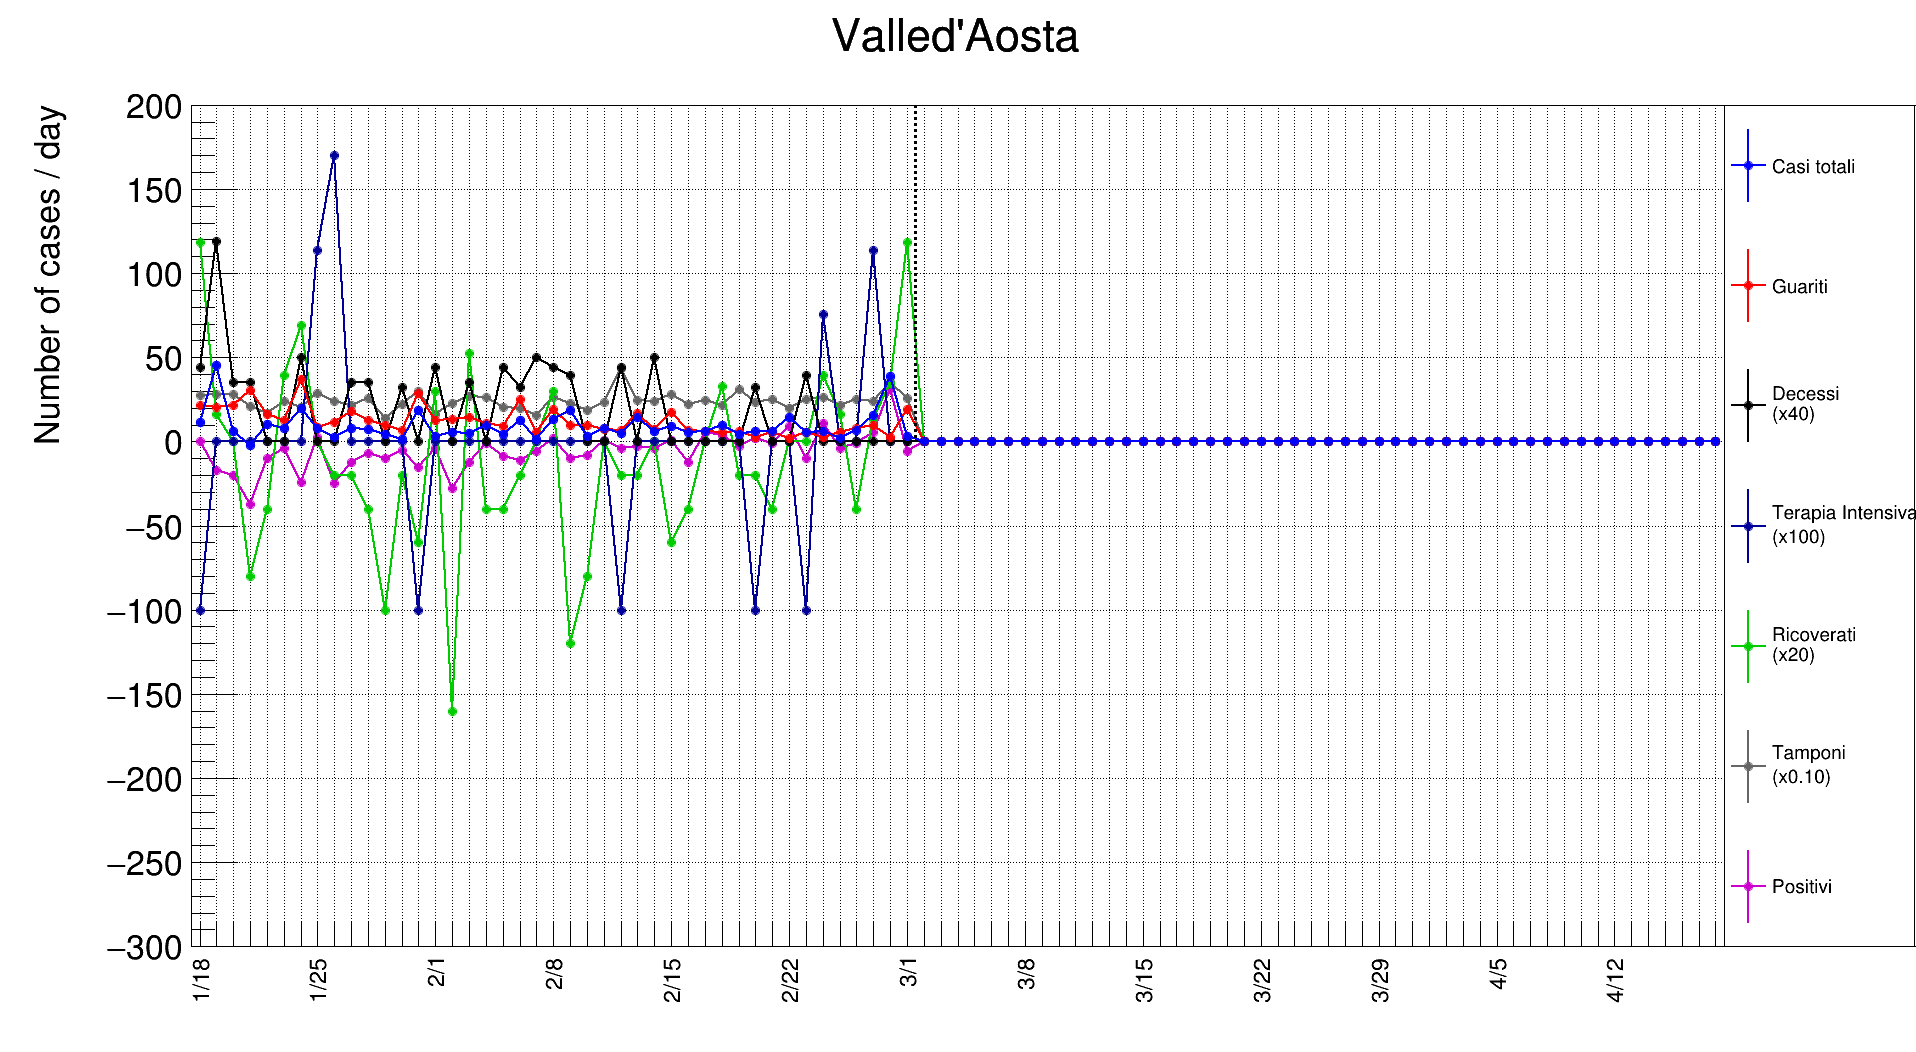 Valled'Aosta
Number of cases / day
200
150
100
50
0
−50
−100
−150
−200
−250
−300
1/18
1/25
2/1
2/8
2/15
2/22
3/1
3/8
3/15
3/22
3/29
4/5
4/12
Casi totali
Guariti
Decessi
(x40)
Terapia Intensiva
(x100)
Ricoverati
(x20)
Tamponi
(x0.10)
Positivi